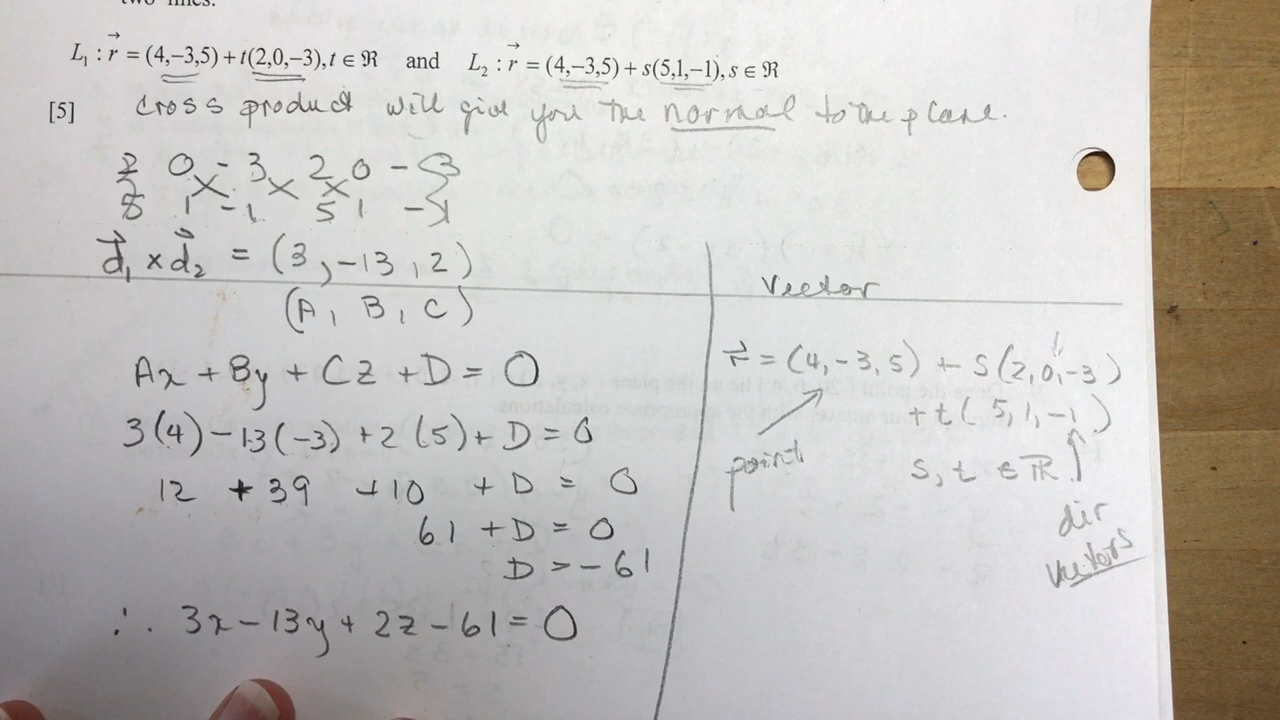 two lines.
L₁ : r⃗ = (4,−3,5) + t(2,0,−3), t ∈ ℜ and L₂ : r⃗ = (4,−3,5) + s(5,1,−1), s ∈ ℜ
[5] Cross product will give you the normal to the plane.
2 0 -3 2 0 -3
5 1 -1 5 1 -1
d⃗₁ × d⃗₂ = (3, -13, 2)
(A, B, C)
Ax + By + Cz + D = 0
3(4) - 13(-3) + 2(5) + D = 0
12 + 39 + 10 + D = 0
61 + D = 0
D = -61
∴ 3x - 13y + 2z - 61 = 0
Vector
r⃗ = (4, -3, 5) + s(2, 0, -3)
+ t(5, 1, -1)
point
s, t ∈ ℝ
dir
vectors